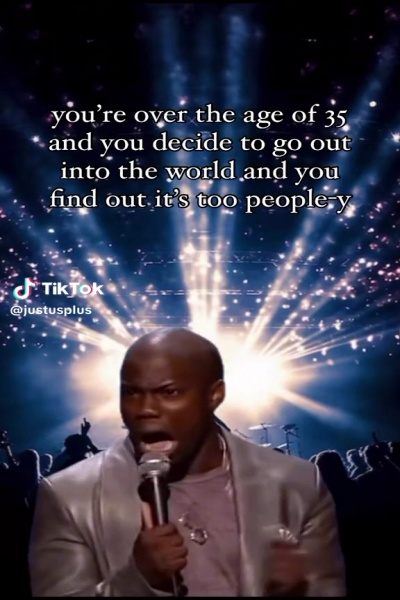 you’re over the age of 35
and you decide to go out
into the world and you
find out it’s too people-y
TikTok
@justusplus